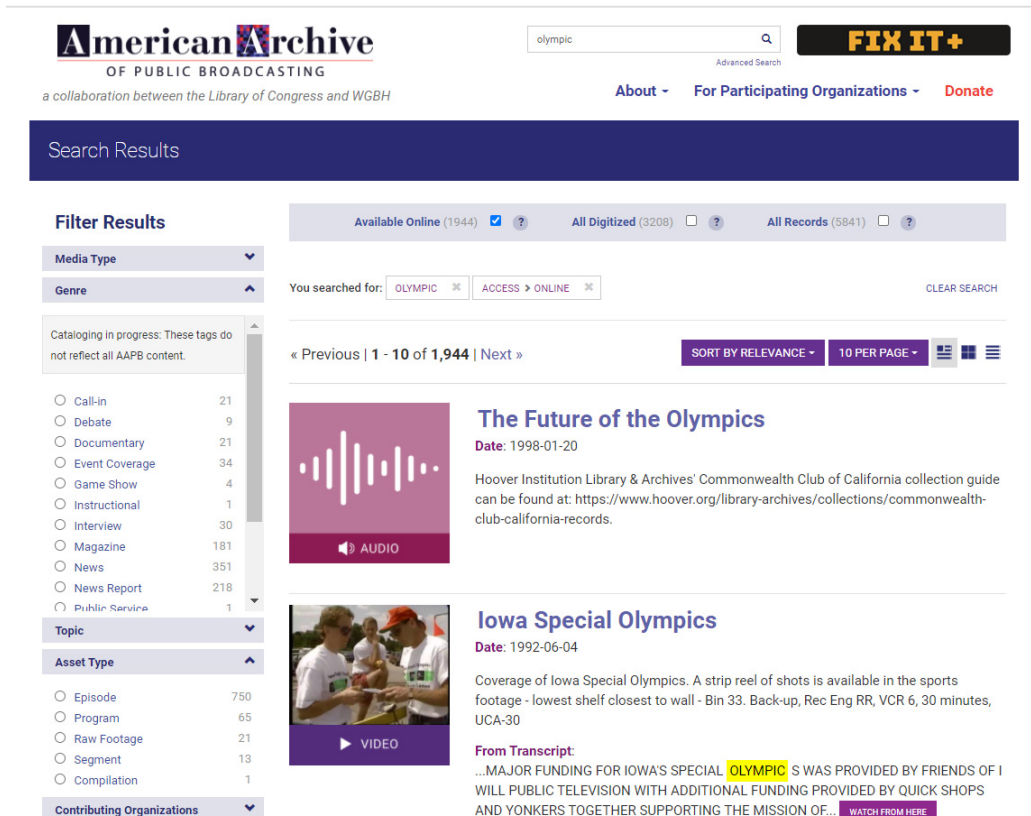 American Archive
OF PUBLIC BROADCASTING
a collaboration between the Library of Congress and WGBH
olympic
Advanced Search
FIX IT+
About
For Participating Organizations
Donate
Search Results
Filter Results
Media Type
Genre
Cataloging in progress: These tags do
not reflect all AAPB content.
Call-in 21
Debate 9
Documentary 21
Event Coverage 34
Game Show 4
Instructional 1
Interview 30
Magazine 181
News 351
News Report 218
Public Service 1
Topic
Asset Type
Episode 750
Program 65
Raw Footage 21
Segment 13
Compilation 1
Contributing Organizations
Available Online (1944) ?
All Digitized (3208) ?
All Records (5841) ?
You searched for: OLYMPIC ✖ ACCESS > ONLINE ✖
CLEAR SEARCH
« Previous | 1 - 10 of 1,944 | Next »
SORT BY RELEVANCE
10 PER PAGE
AUDIO
The Future of the Olympics
Date: 1998-01-20
Hoover Institution Library & Archives' Commonwealth Club of California collection guide
can be found at: https://www.hoover.org/library-archives/collections/commonwealth-
club-california-records.
VIDEO
Iowa Special Olympics
Date: 1992-06-04
Coverage of Iowa Special Olympics. A strip reel of shots is available in the sports
footage - lowest shelf closest to wall - Bin 33. Back-up, Rec Eng RR, VCR 6, 30 minutes,
UCA-30
From Transcript:
...MAJOR FUNDING FOR IOWA'S SPECIAL OLYMPIC S WAS PROVIDED BY FRIENDS OF I
WILL PUBLIC TELEVISION WITH ADDITIONAL FUNDING PROVIDED BY QUICK SHOPS
AND YONKERS TOGETHER SUPPORTING THE MISSION OF... WATCH FROM HERE